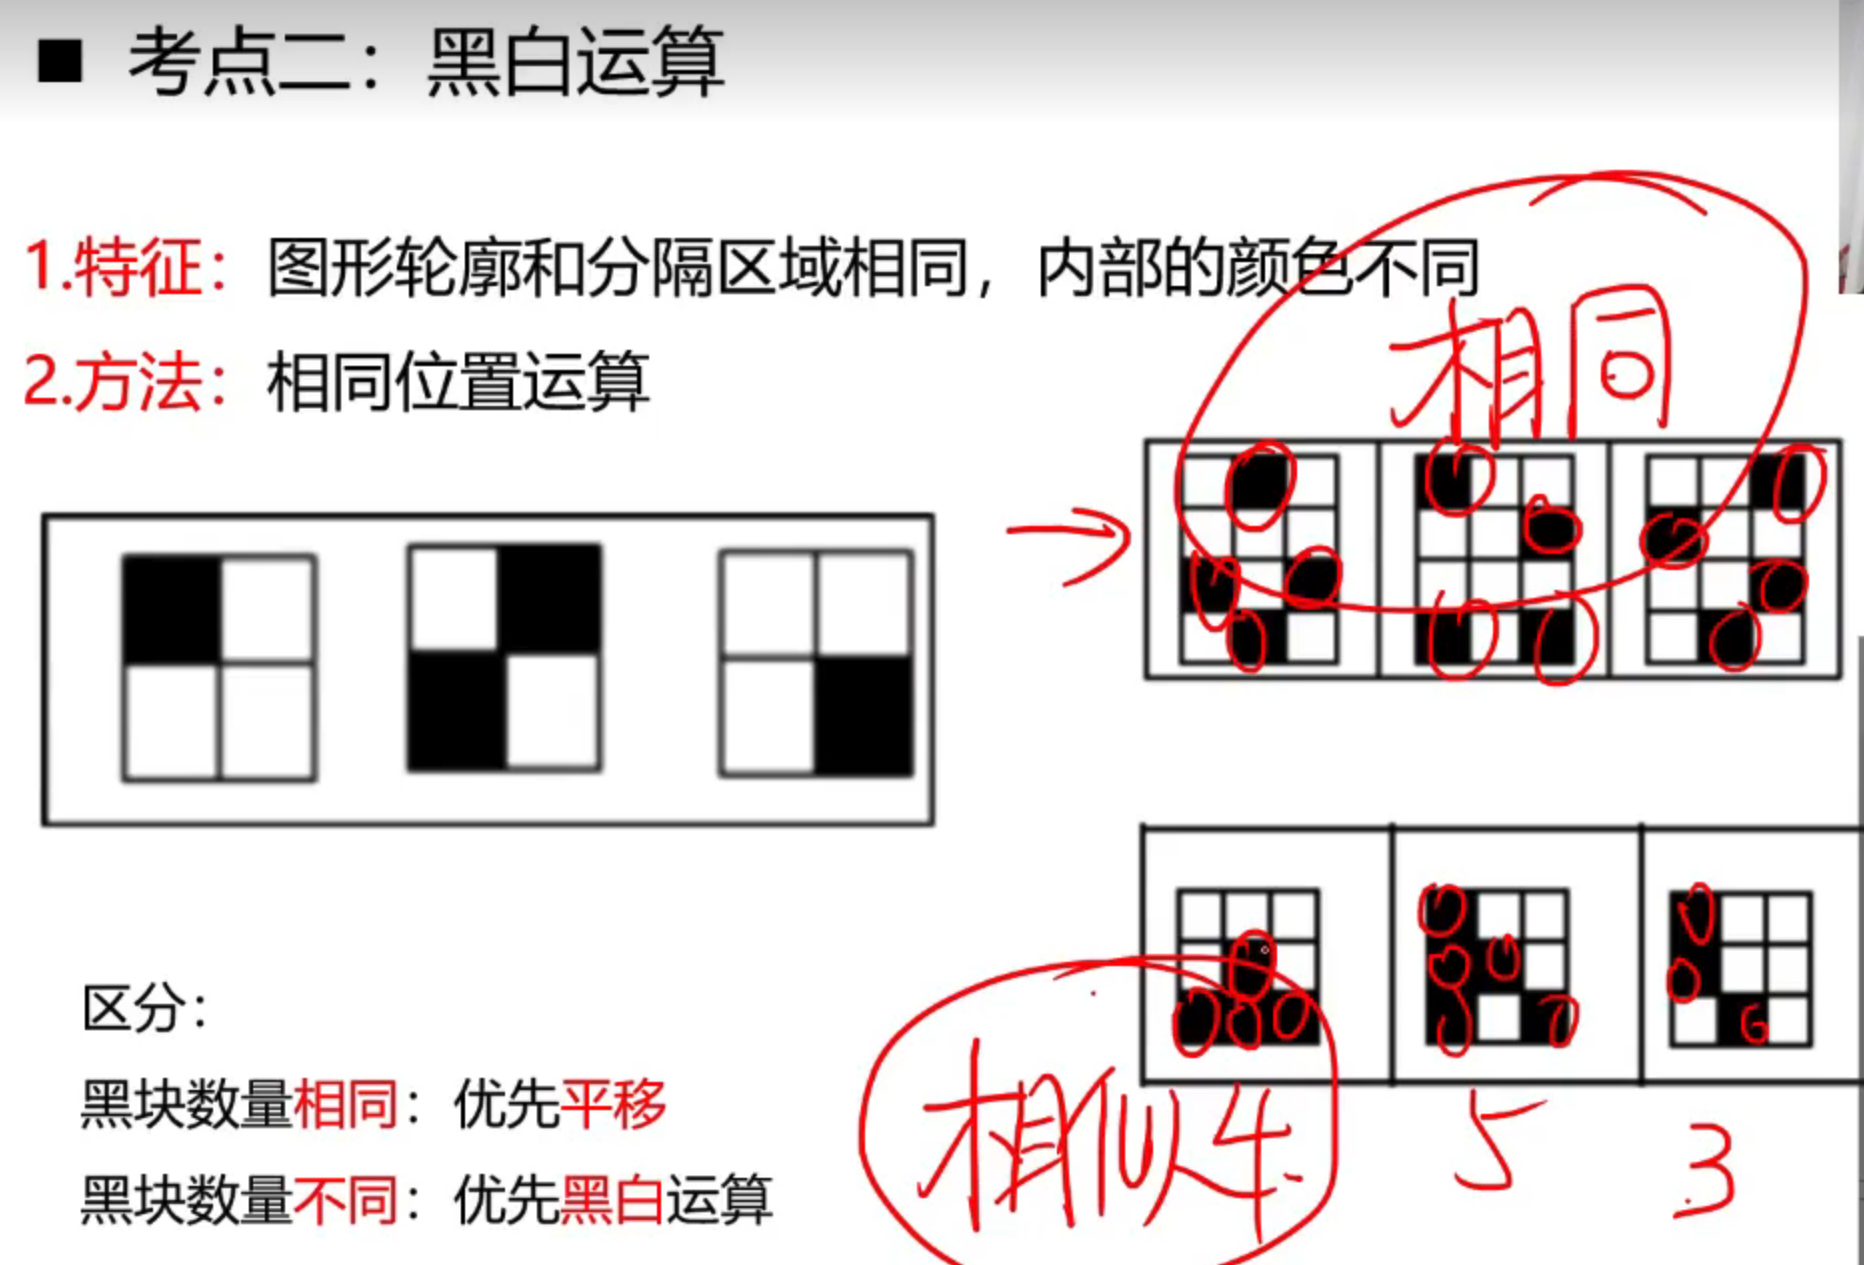 ■ 考点二：黑白运算
1.特征：图形轮廓和分隔区域相同，内部的颜色不同
相同
2.方法：相同位置运算
区分：
黑块数量相同：优先平移
黑块数量不同：优先黑白运算
相似 4 5 3